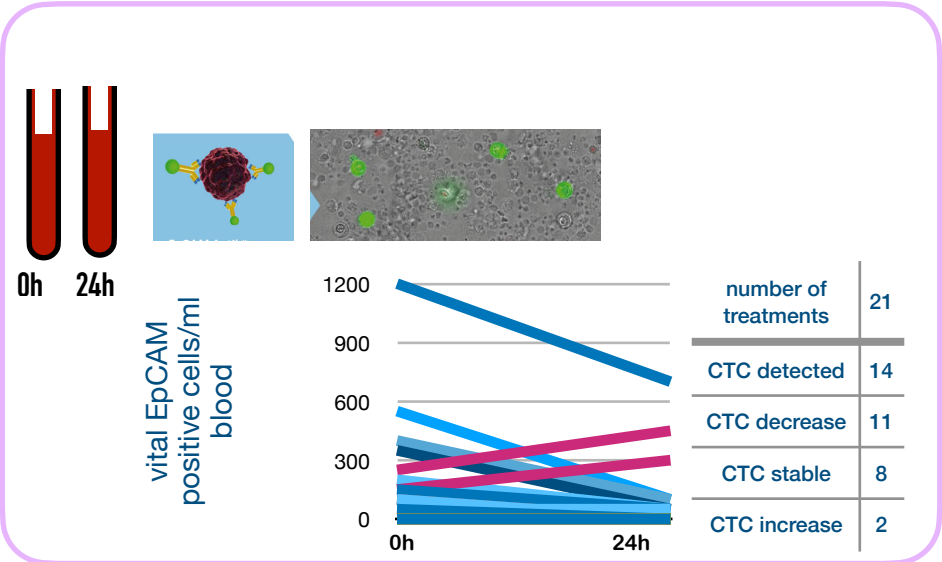 0h 24h
vital EpCAM
positive cells/ml
blood
1200
900
600
300
0
0h 24h
number of
treatments 21
CTC detected 14
CTC decrease 11
CTC stable 8
CTC increase 2